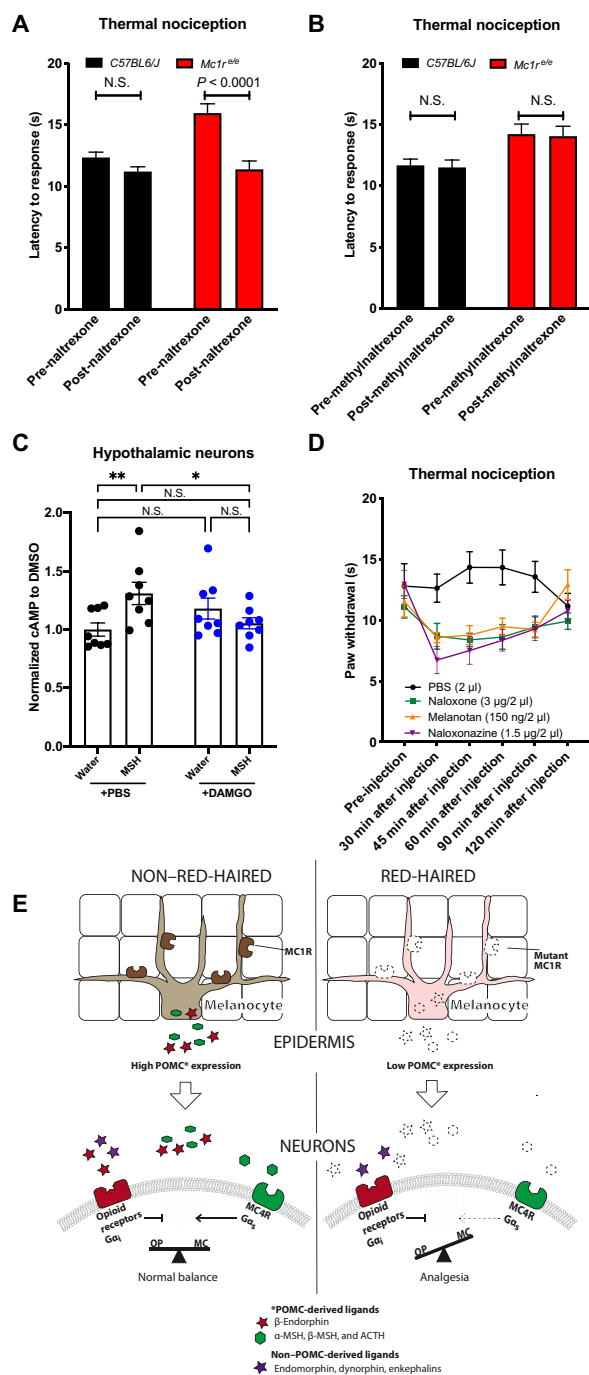 A
Thermal nociception
C57BL6/J
Mc1r e/e
N.S.
P < 0.0001
Latency to response (s)
20
15
10
5
0
Pre-naltrexone
Post-naltrexone
Pre-naltrexone
Post-naltrexone
B
Thermal nociception
C57BL/6J
Mc1r e/e
N.S.
N.S.
Latency to response (s)
20
15
10
5
0
Pre-methylnaltrexone
Post-methylnaltrexone
Pre-methylnaltrexone
Post-methylnaltrexone
C
Hypothalamic neurons
**
*
N.S.
N.S.
N.S.
Normalized cAMP to DMSO
2.0
1.5
1.0
0.5
0.0
Water
MSH
Water
MSH
+PBS
+DAMGO
D
Thermal nociception
Paw withdrawal (s)
20
15
10
5
0
PBS (2 µl)
Naloxone (3 µg/2 µl)
Melanotan (150 ng/2 µl)
Naloxonazine (1.5 µg/2 µl)
Pre-injection
30 min after injection
45 min after injection
60 min after injection
90 min after injection
120 min after injection
E
NON–RED-HAIRED
RED-HAIRED
MC1R
Mutant
MC1R
Melanocyte
Melanocyte
EPIDERMIS
High POMC* expression
Low POMC* expression
NEURONS
Opioid
receptors
Gαi
MC4R
Gαs
OP
MC
Normal balance
Opioid
receptors
Gαi
MC4R
Gαs
OP
MC
Analgesia
*POMC-derived ligands
β-Endorphin
α-MSH, β-MSH, and ACTH
Non–POMC-derived ligands
Endomorphin, dynorphin, enkephalins